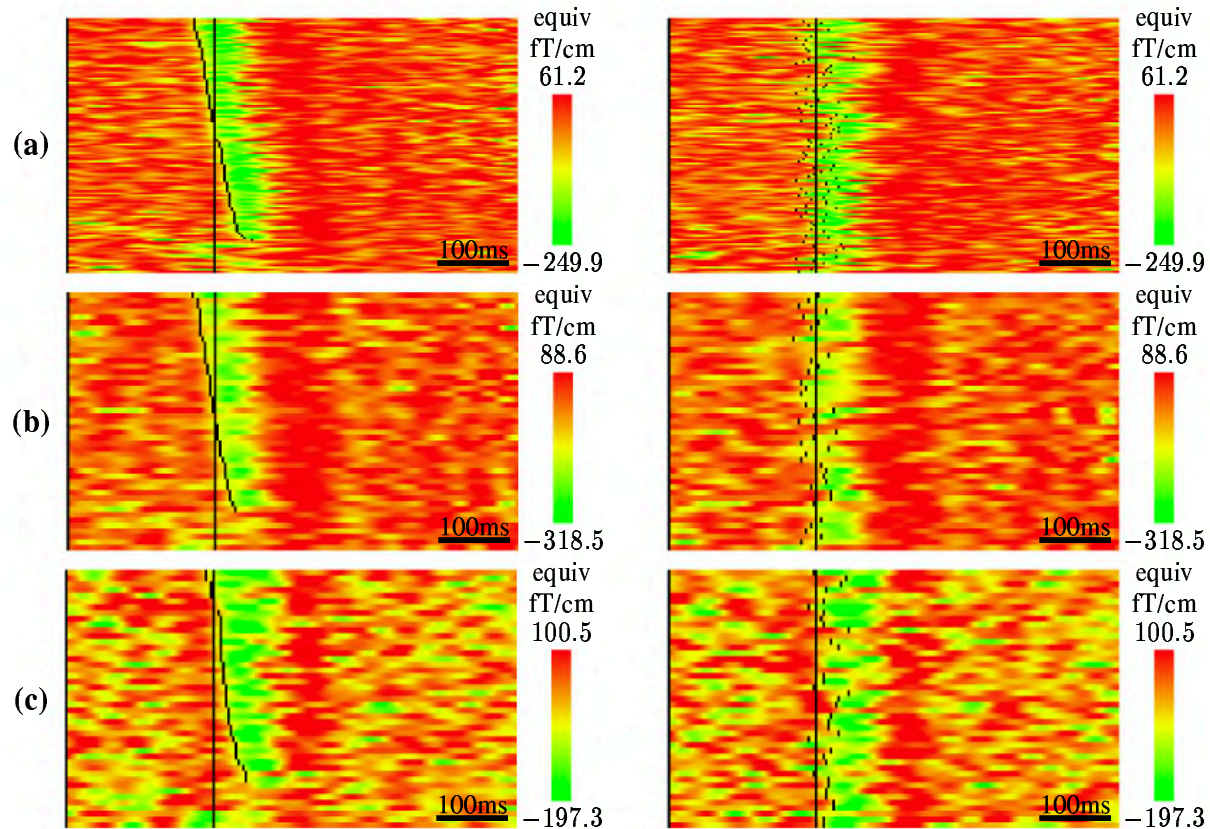 equiv
fT/cm
61.2
(a)
100ms
−249.9
equiv
fT/cm
61.2
100ms
−249.9
equiv
fT/cm
88.6
(b)
100ms
−318.5
equiv
fT/cm
88.6
100ms
−318.5
equiv
fT/cm
100.5
(c)
100ms
−197.3
equiv
fT/cm
100.5
100ms
−197.3